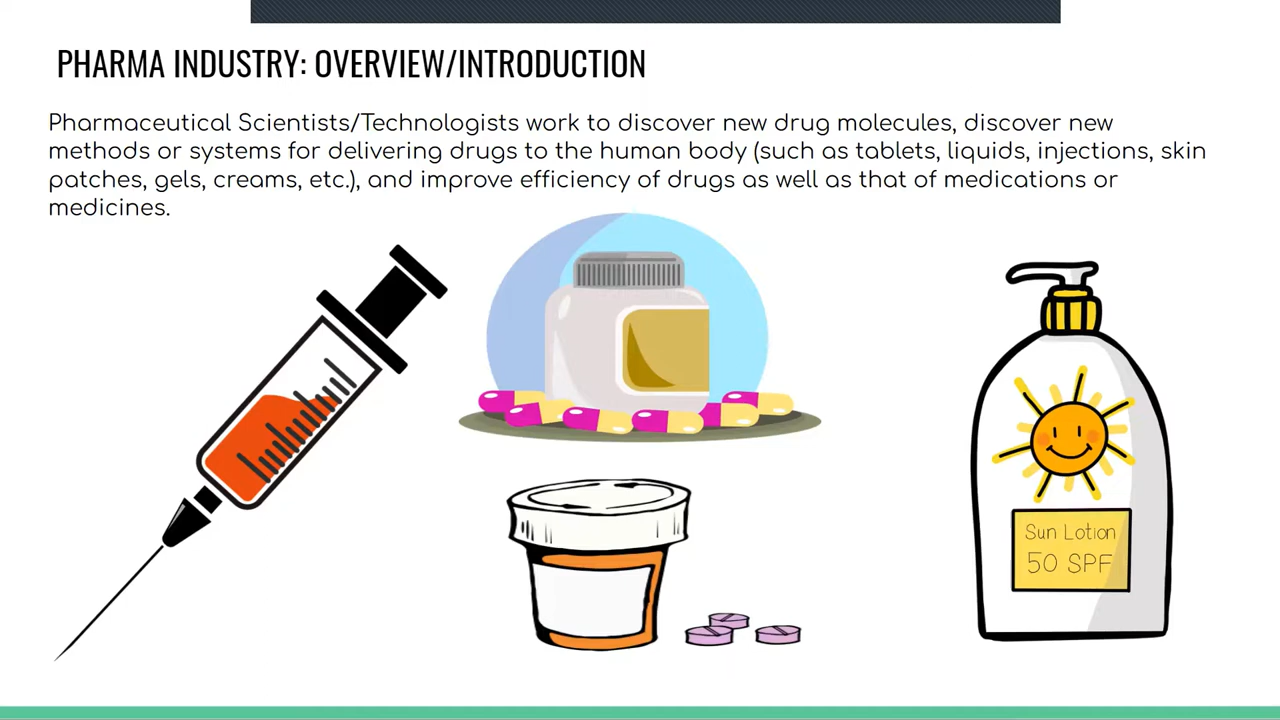 PHARMA INDUSTRY: OVERVIEW/INTRODUCTION
Pharmaceutical Scientists/Technologists work to discover new drug molecules, discover new
methods or systems for delivering drugs to the human body (such as tablets, liquids, injections, skin
patches, gels, creams, etc.), and improve efficiency of drugs as well as that of medications or
medicines.
Sun Lotion
50 SPF